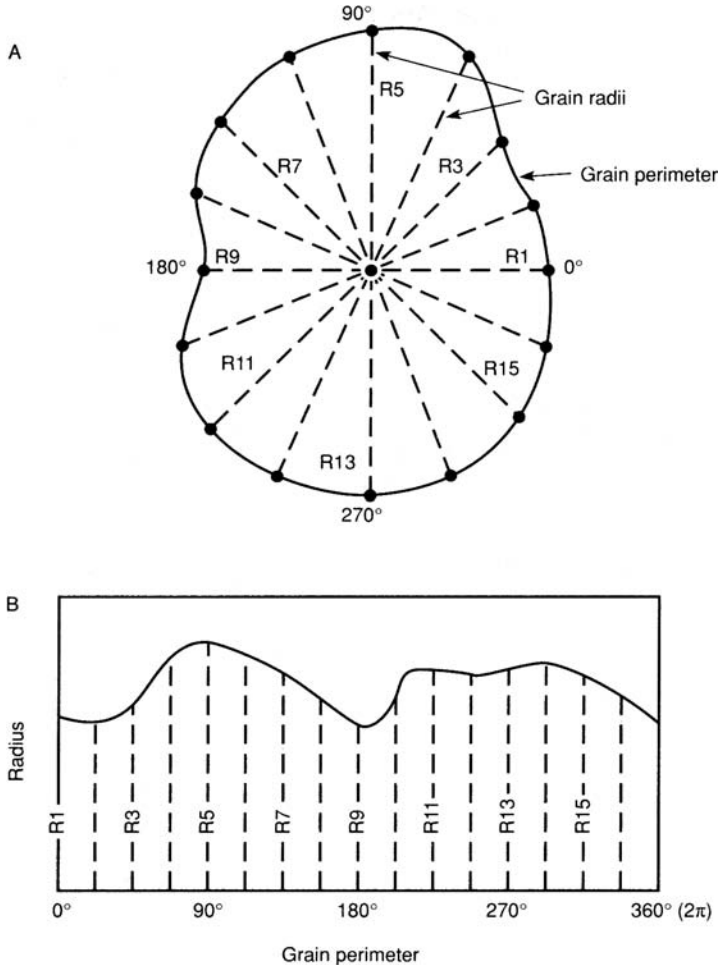 A
90°
R5
Grain radii
R7
R3
Grain perimeter
180°
R9
R1
0°
R11
R15
R13
270°
B
Radius
R1
R3
R5
R7
R9
R11
R13
R15
0°
90°
180°
270°
360° (2π)
Grain perimeter